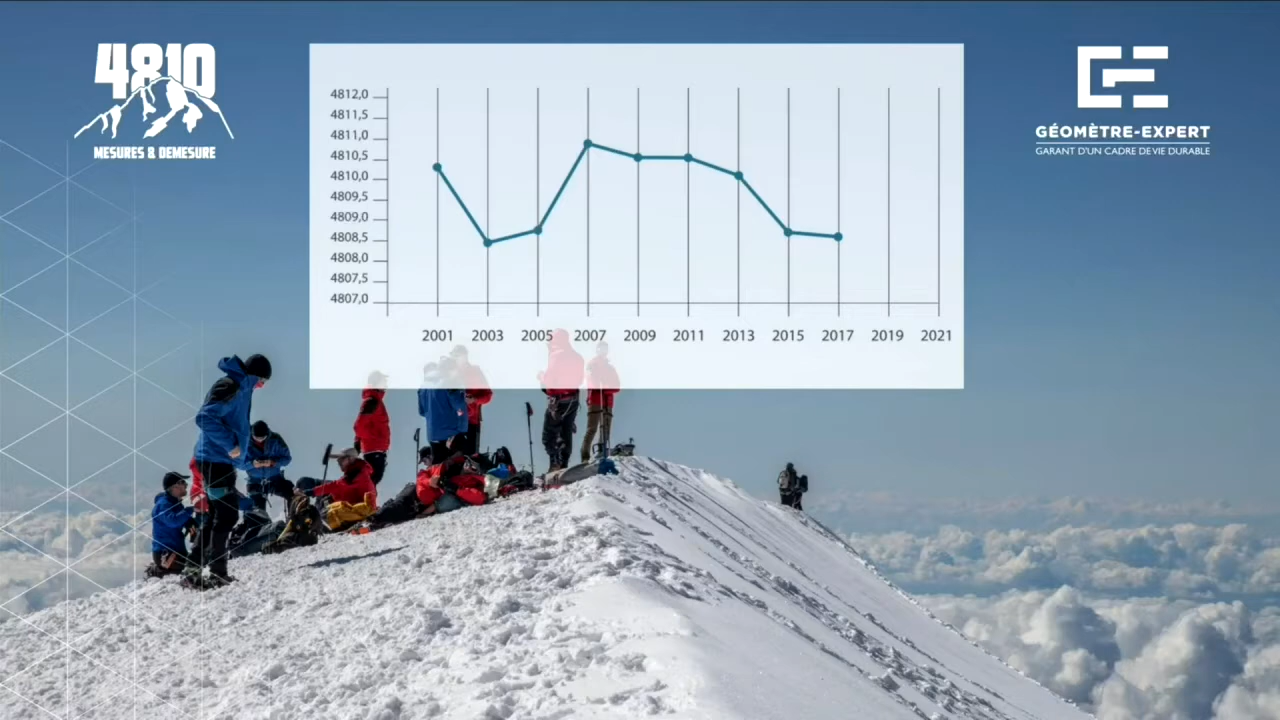 4810
MESURES & DEMESURE
4812,0
4811,5
4811,0
4810,5
4810,0
4809,5
4809,0
4808,5
4808,0
4807,5
4807,0
2001 2003 2005 2007 2009 2011 2013 2015 2017 2019 2021
GE
GÉOMÈTRE-EXPERT
GARANT D'UN CADRE DE VIE DURABLE